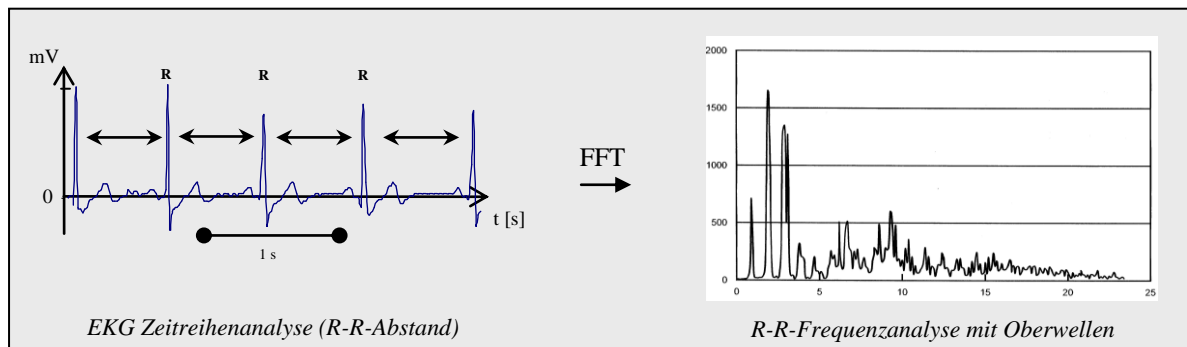 mV
R R R
0
t [s]
1 s
EKG Zeitreihenanalyse (R-R-Abstand)
FFT
2000
1500
1000
500
0
0 5 10 15 20 25
R-R-Frequenzanalyse mit Oberwellen